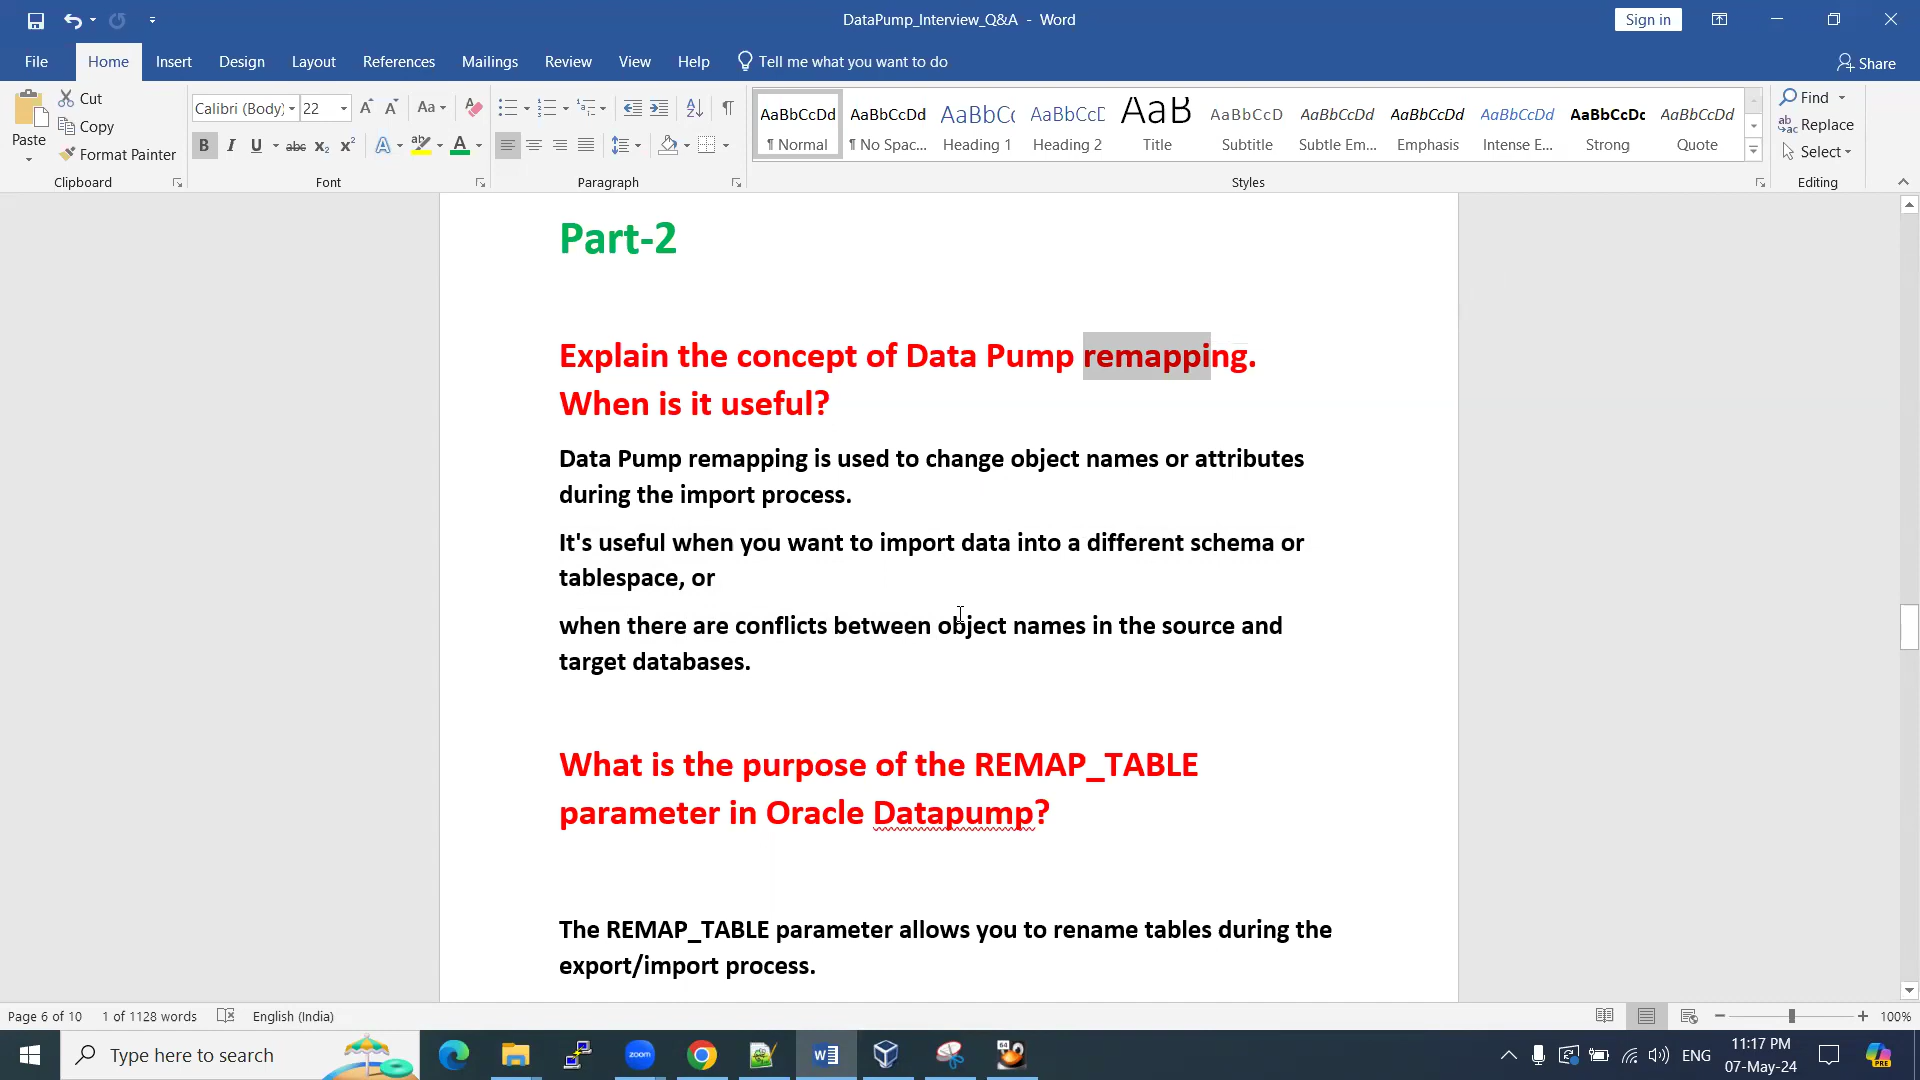 DataPump_Interview_Q&A - Word
Sign in
File Home Insert Design Layout References Mailings Review View Help Tell me what you want to do Share
Paste
Cut
Copy
Format Painter
Clipboard
Calibri (Body) 22
Font
Paragraph
AaBbCcDd AaBbCcDd AaBbCc AaBbCcD AaB AaBbCcD AaBbCcDd AaBbCcDd AaBbCcDd AaBbCcDc AaBbCcDd
¶ Normal ¶ No Spac... Heading 1 Heading 2 Title Subtitle Subtle Em... Emphasis Intense E... Strong Quote
Styles
Find
Replace
Select
Editing
Part-2
Explain the concept of Data Pump remapping.
When is it useful?
Data Pump remapping is used to change object names or attributes
during the import process.
It's useful when you want to import data into a different schema or
tablespace, or
when there are conflicts between object names in the source and
target databases.
What is the purpose of the REMAP_TABLE
parameter in Oracle Datapump?
The REMAP_TABLE parameter allows you to rename tables during the
export/import process.
Page 6 of 10 1 of 1128 words English (India) 100%
Type here to search
zoom
ENG
11:17 PM
07-May-24